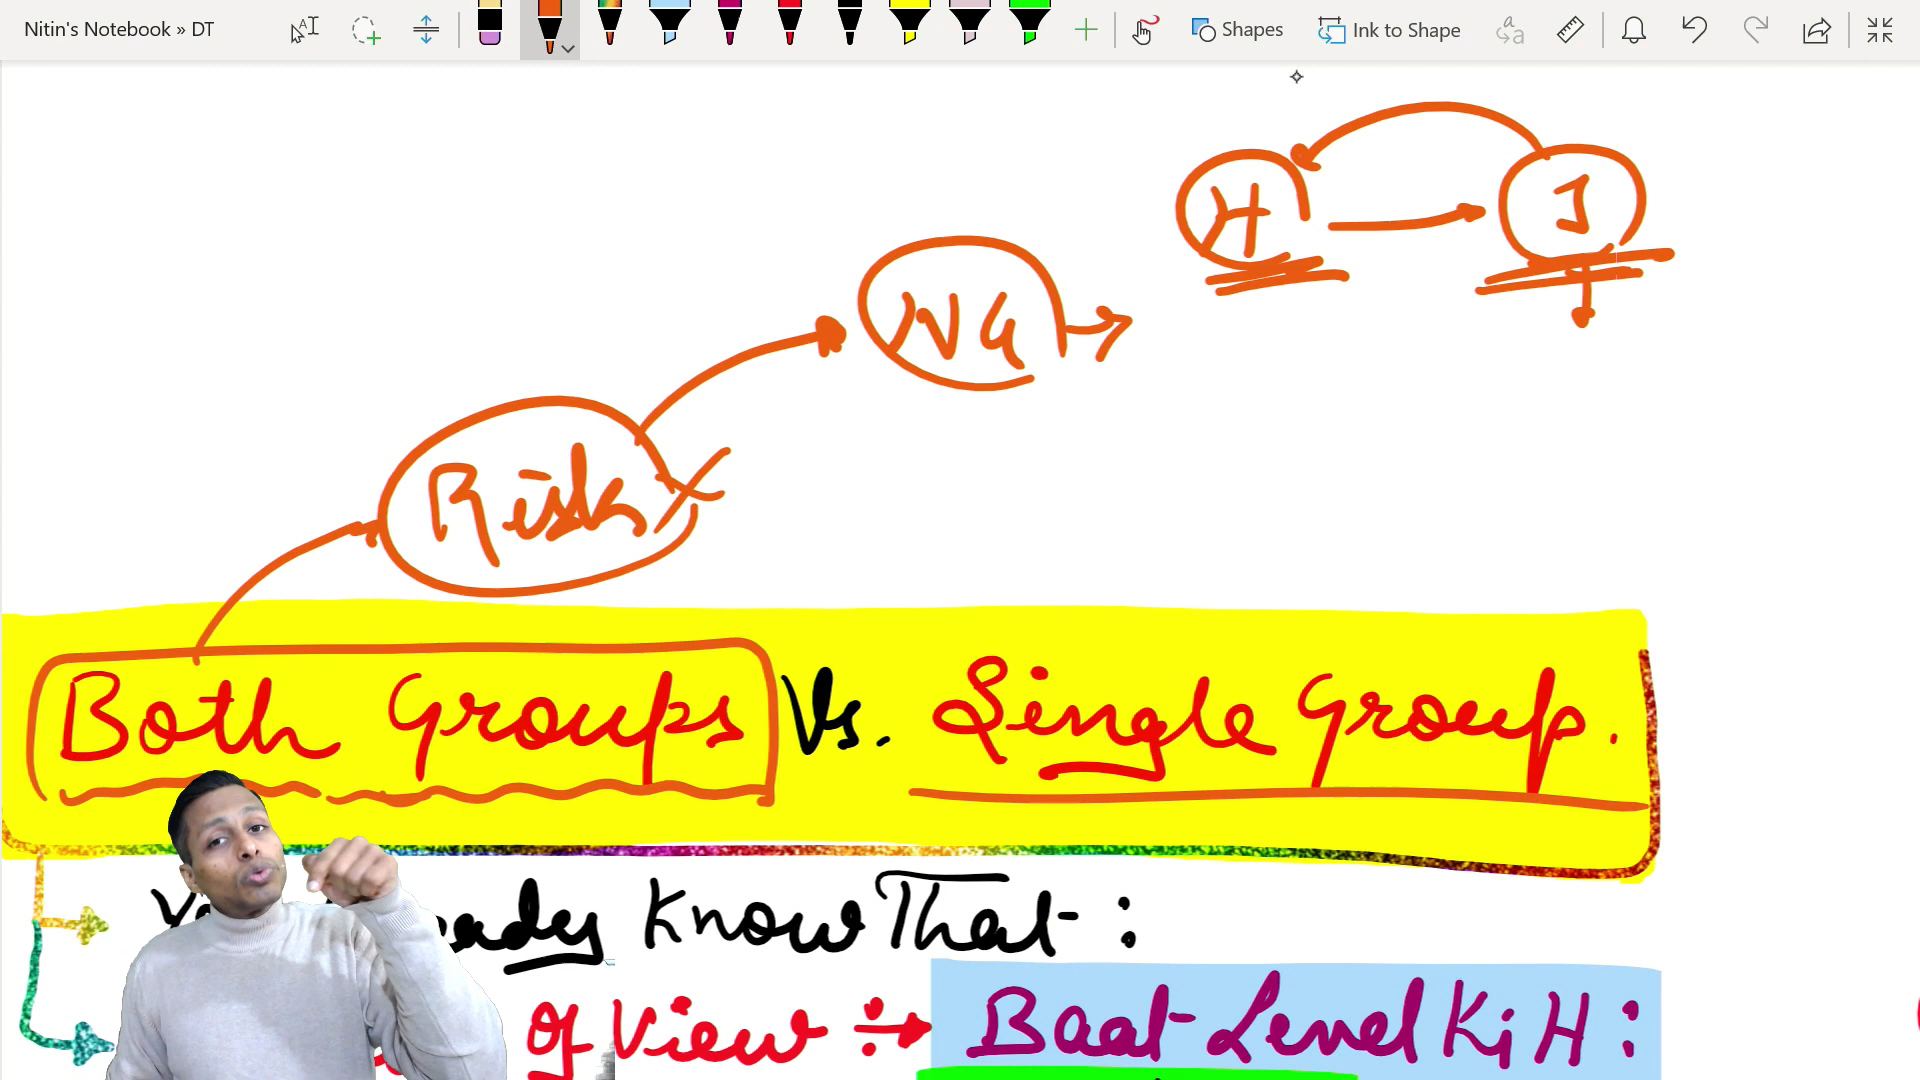 Nitin's Notebook » DT
Shapes
Ink to Shape
H
I
NG
Risk
Both Groups Vs. Single Group.
Know That :
Of View ÷→ Baat Level Ki H :